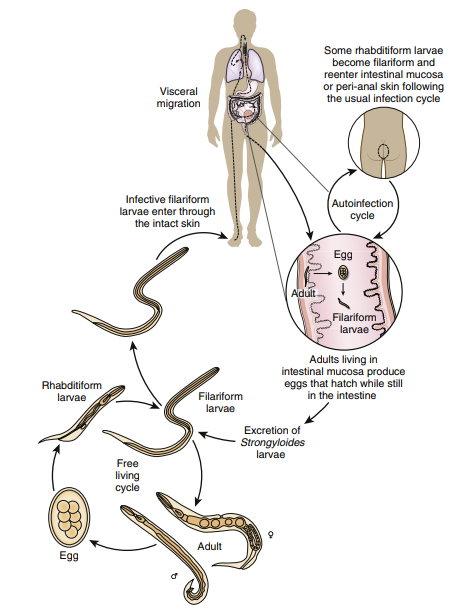 Some rhabditiform larvae
become filariform and
reenter intestinal mucosa
or peri-anal skin following
the usual infection cycle
Visceral
migration
Autoinfection
cycle
Infective filariform
larvae enter through
the intact skin
Egg
Adult
Filariform
larvae
Adults living in
intestinal mucosa produce
eggs that hatch while still
in the intestine
Rhabditiform
larvae
Filariform
larvae
Excretion of
Strongyloides
larvae
Free
living
cycle
Egg
Adult
♀
♂